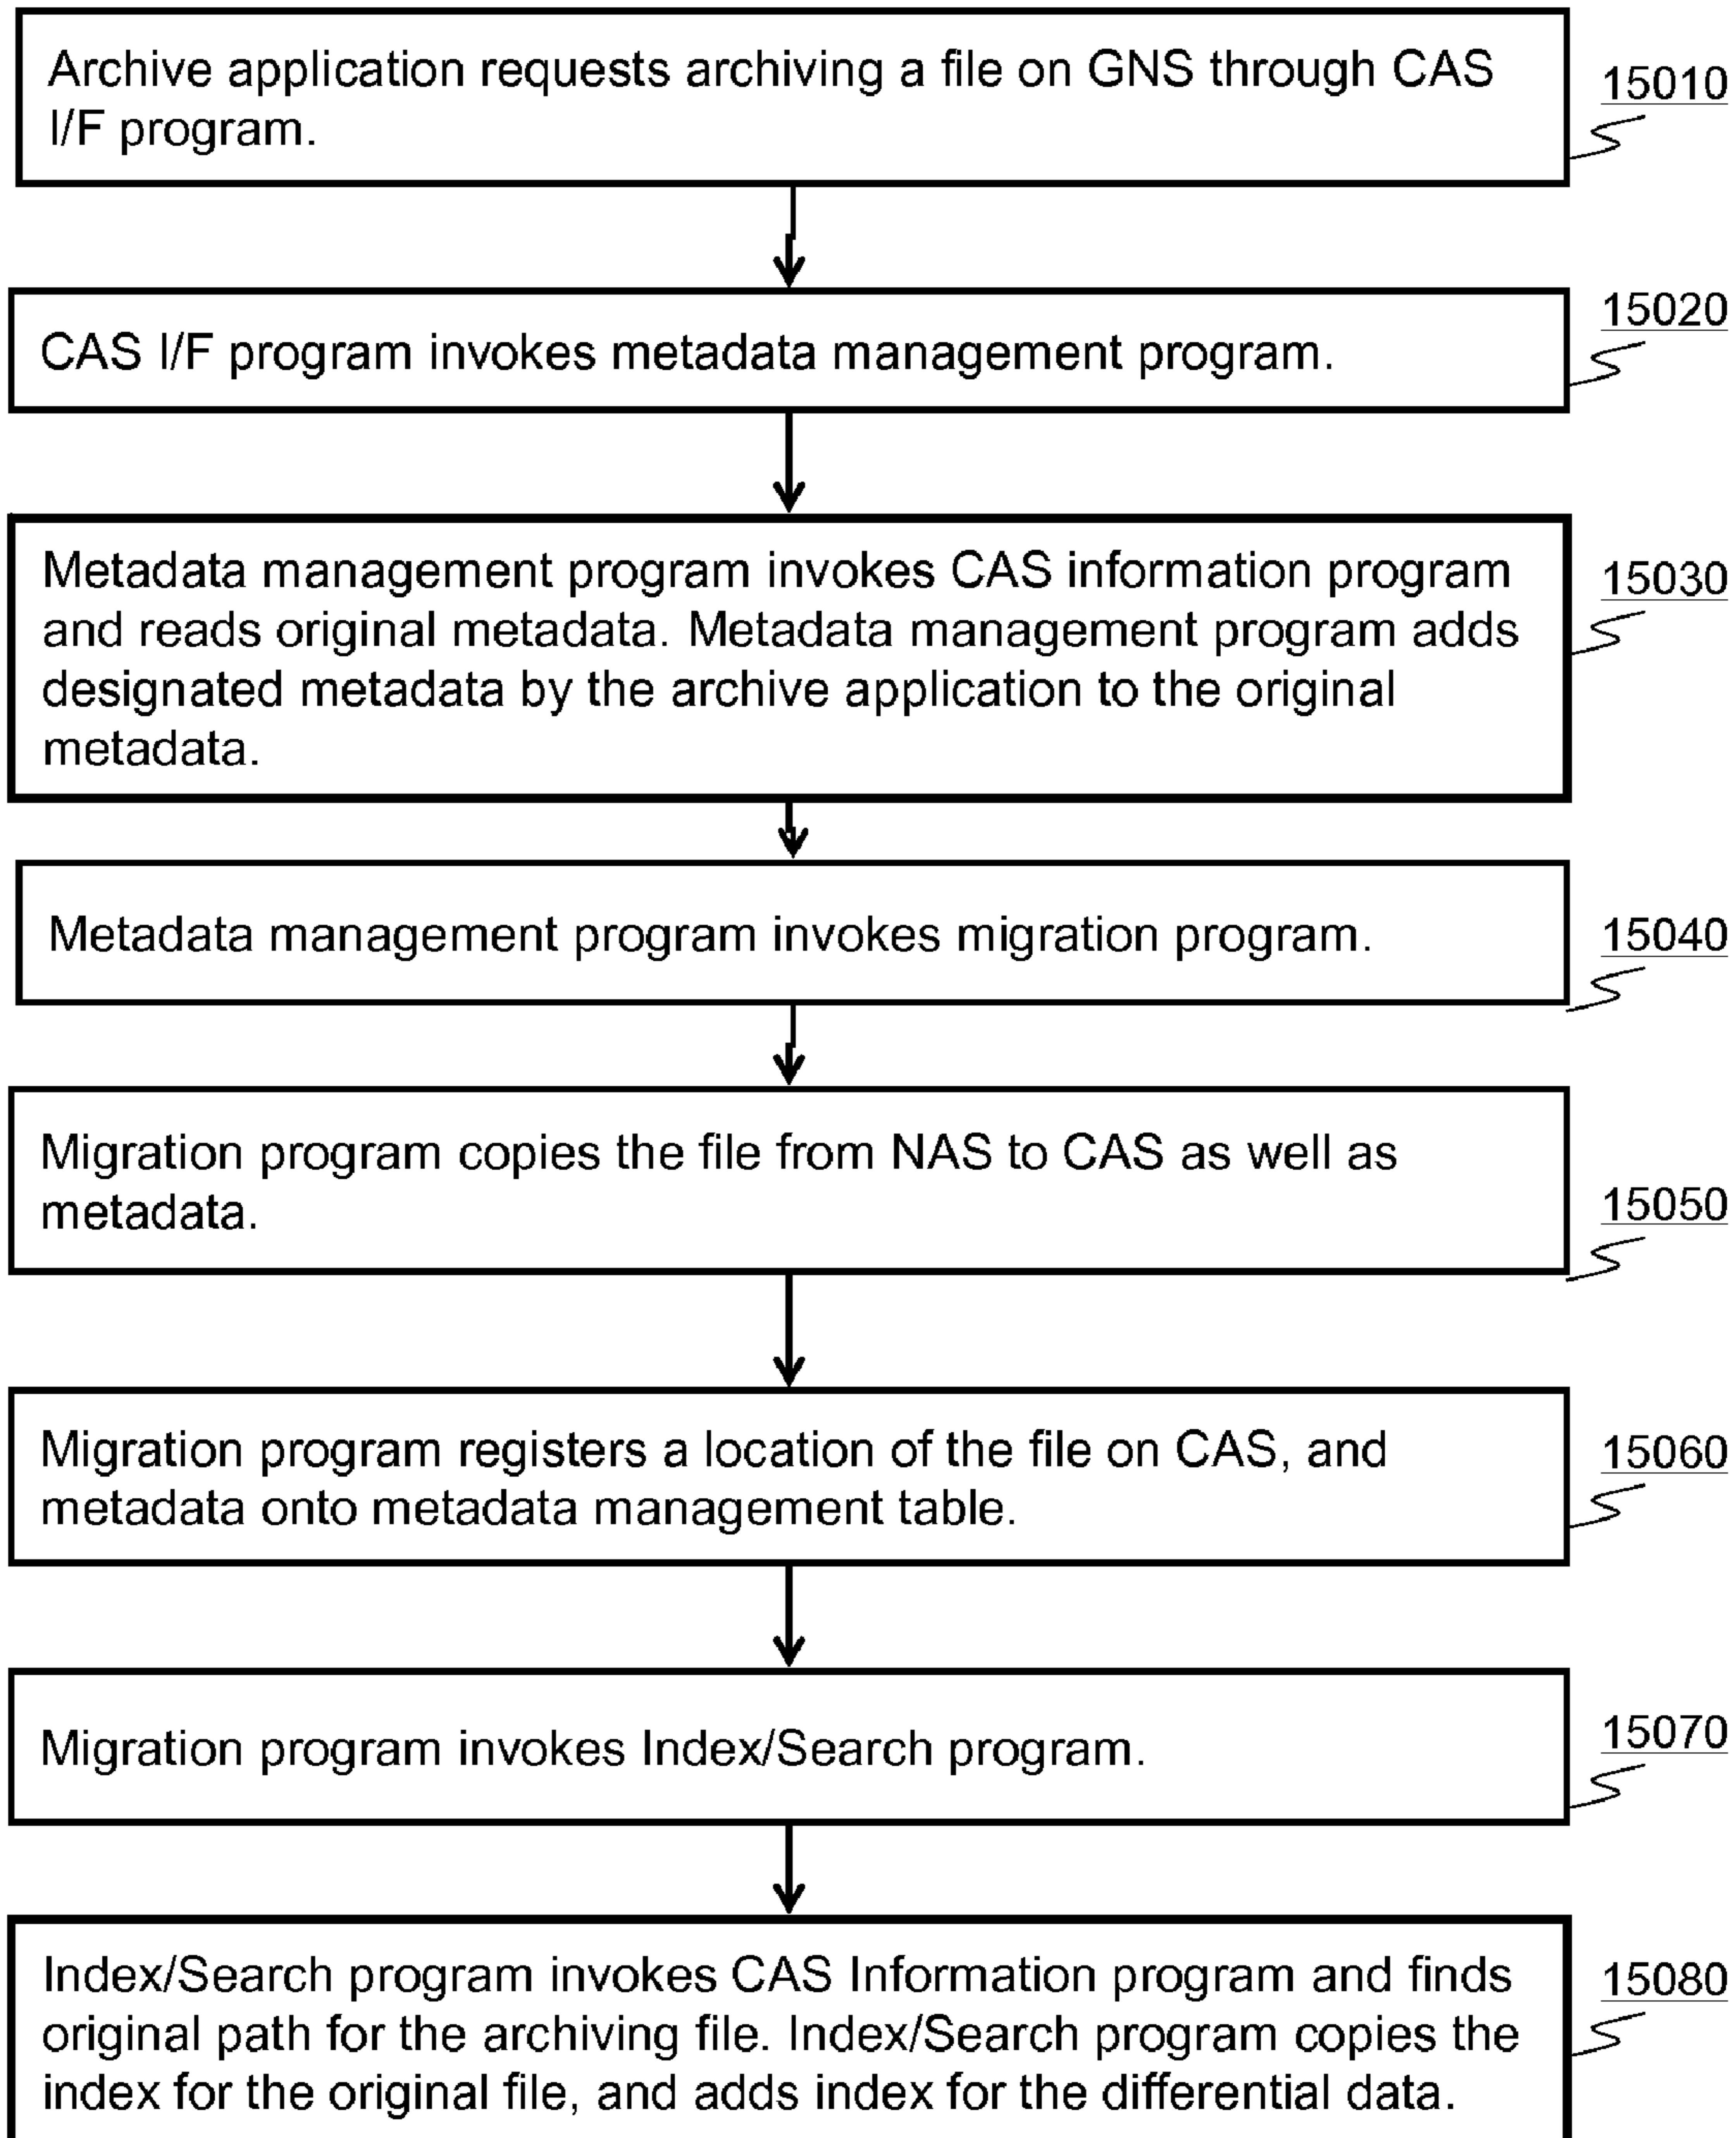 Archive application requests archiving a file on GNS through CAS
I/F program.
15010
CAS I/F program invokes metadata management program.
15020
Metadata management program invokes CAS information program
and reads original metadata. Metadata management program adds
designated metadata by the archive application to the original
metadata.
15030
Metadata management program invokes migration program.
15040
Migration program copies the file from NAS to CAS as well as
metadata.
15050
Migration program registers a location of the file on CAS, and
metadata onto metadata management table.
15060
Migration program invokes Index/Search program.
15070
Index/Search program invokes CAS Information program and finds
original path for the archiving file. Index/Search program copies the
index for the original file, and adds index for the differential data.
15080